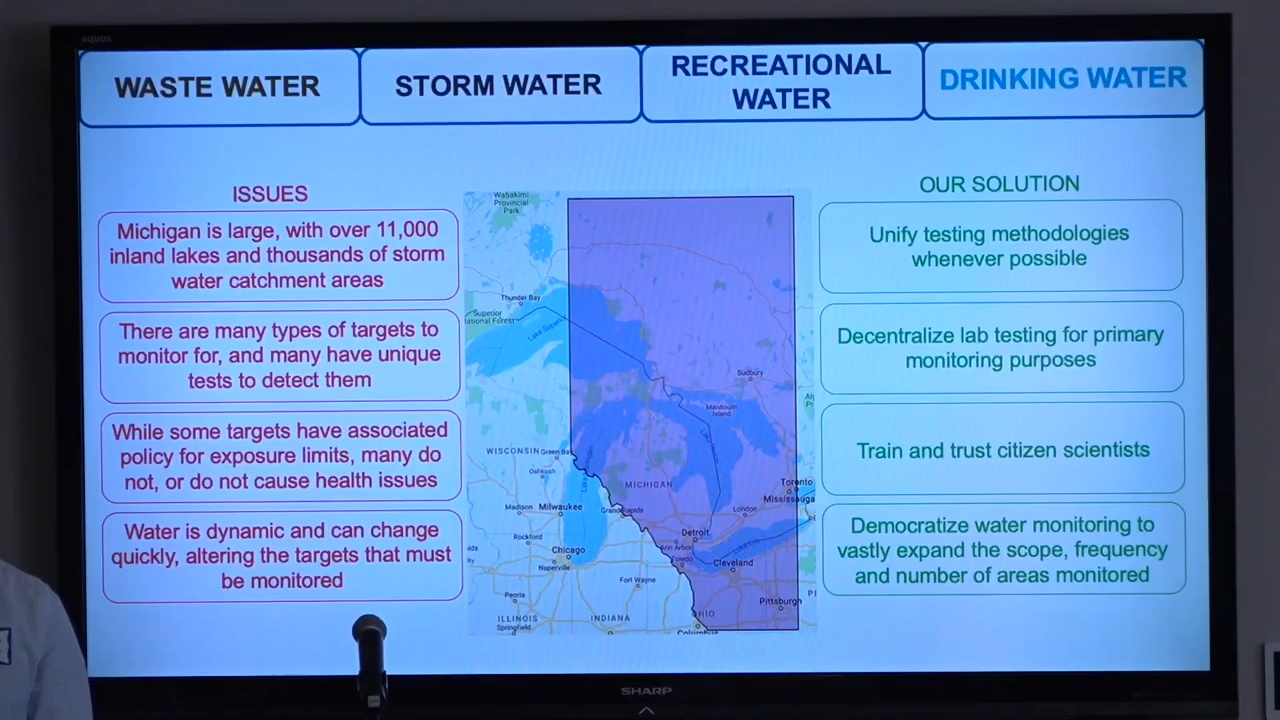 AQUOS
WASTE WATER
STORM WATER
RECREATIONAL
WATER
DRINKING WATER
ISSUES
Michigan is large, with over 11,000
inland lakes and thousands of storm
water catchment areas
There are many types of targets to
monitor for, and many have unique
tests to detect them
While some targets have associated
policy for exposure limits, many do
not, or do not cause health issues
Water is dynamic and can change
quickly, altering the targets that must
be monitored
Wabakimi
Provincial
Park
Thunder Bay
Superior
National Forest
Lake Superior
Sudbury
Manitoulin
Island
WISCONSIN
Green Bay
Oshkosh
MICHIGAN
Toronto
Mississauga
Madison
Milwaukee
Grand Rapids
London
Rockford
Detroit
Chicago
Ann Arbor
Naperville
Toledo
Cleveland
Fort Wayne
Peoria
Pittsburgh
ILLINOIS
INDIANA
OHIO
Springfield
Columbus
OUR SOLUTION
Unify testing methodologies
whenever possible
Decentralize lab testing for primary
monitoring purposes
Train and trust citizen scientists
Democratize water monitoring to
vastly expand the scope, frequency
and number of areas monitored
SHARP